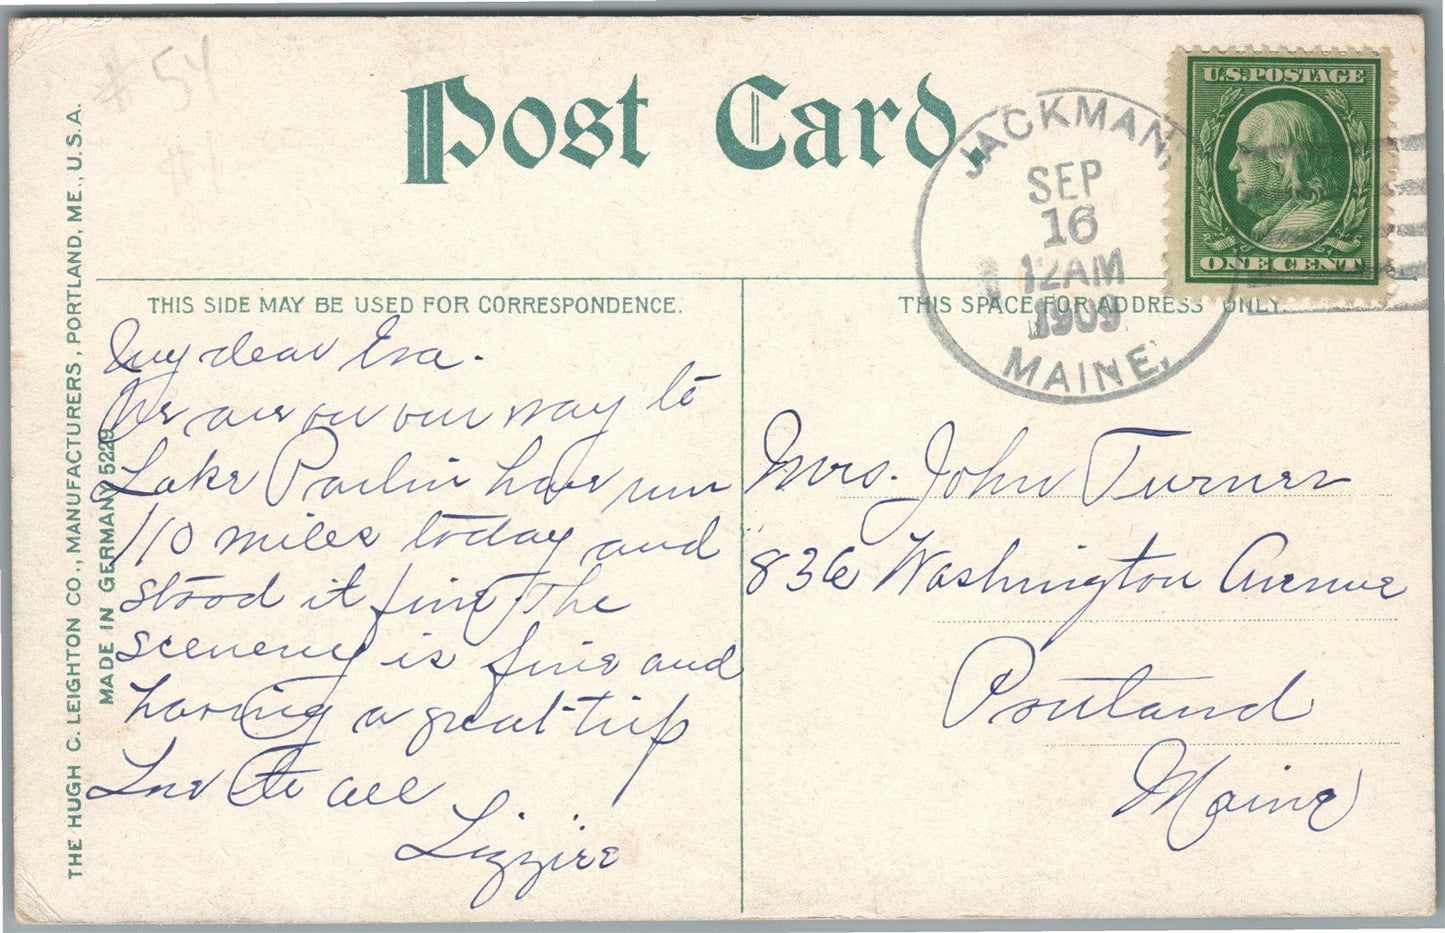 #54
Post Card.
JACKMAN,
SEP
16
12AM
1909
MAINE.
U.S. POSTAGE
ONE CENT
THIS SIDE MAY BE USED FOR CORRESPONDENCE.
THIS SPACE FOR ADDRESS ONLY.
THE HUGH C. LEIGHTON CO., MANUFACTURERS, PORTLAND, ME., U.S.A.
MADE IN GERMANY 5229
My dear Eva.
We are on our way to
Lake Parlin have run
110 miles today and
stood it fine. The
scenery is fine and
having a great trip
Love to all
Lizzie
Mrs. John Turner
836 Washington Avenue
Portland
Maine